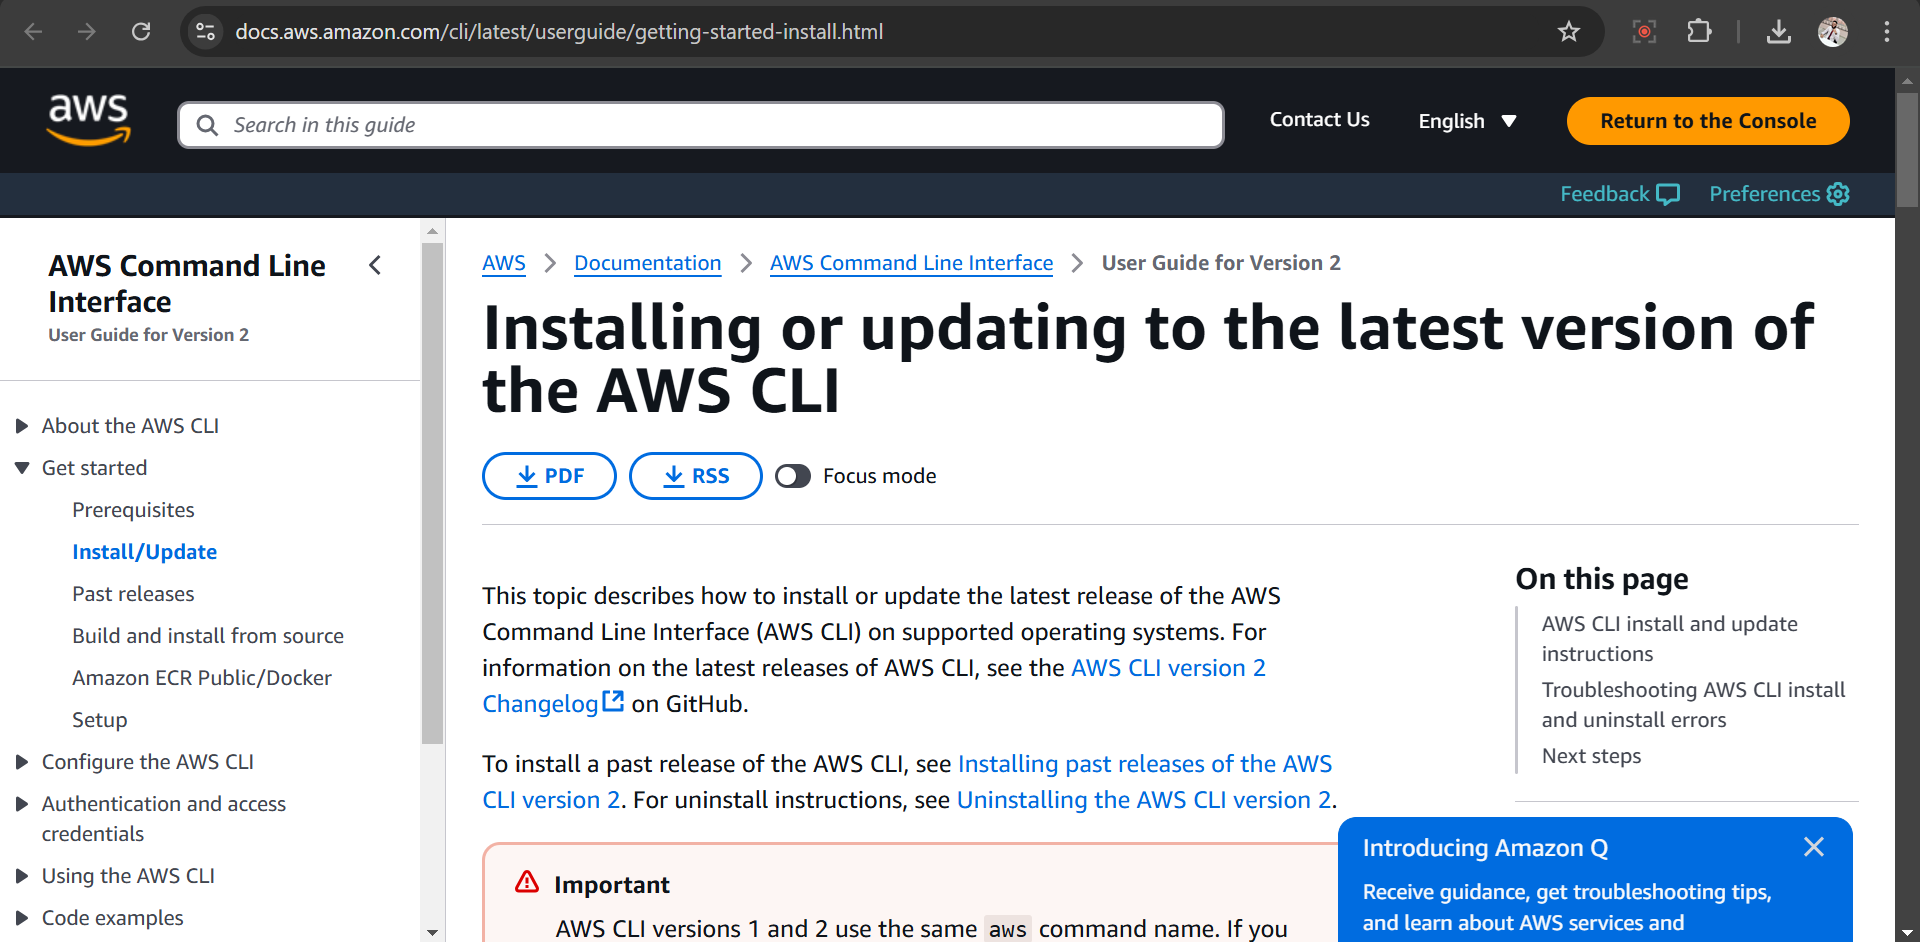 docs.aws.amazon.com/cli/latest/userguide/getting-started-install.html
aws
Search in this guide
Contact Us
English
Return to the Console
Feedback
Preferences
AWS Command Line
Interface
User Guide for Version 2
About the AWS CLI
Get started
Prerequisites
Install/Update
Past releases
Build and install from source
Amazon ECR Public/Docker
Setup
Configure the AWS CLI
Authentication and access
credentials
Using the AWS CLI
Code examples
AWS > Documentation > AWS Command Line Interface > User Guide for Version 2
Installing or updating to the latest version of
the AWS CLI
PDF
RSS
Focus mode
This topic describes how to install or update the latest release of the AWS
Command Line Interface (AWS CLI) on supported operating systems. For
information on the latest releases of AWS CLI, see the AWS CLI version 2
Changelog on GitHub.
To install a past release of the AWS CLI, see Installing past releases of the AWS
CLI version 2. For uninstall instructions, see Uninstalling the AWS CLI version 2.
Important
AWS CLI versions 1 and 2 use the same aws command name. If you
On this page
AWS CLI install and update
instructions
Troubleshooting AWS CLI install
and uninstall errors
Next steps
Introducing Amazon Q
Receive guidance, get troubleshooting tips,
and learn about AWS services and